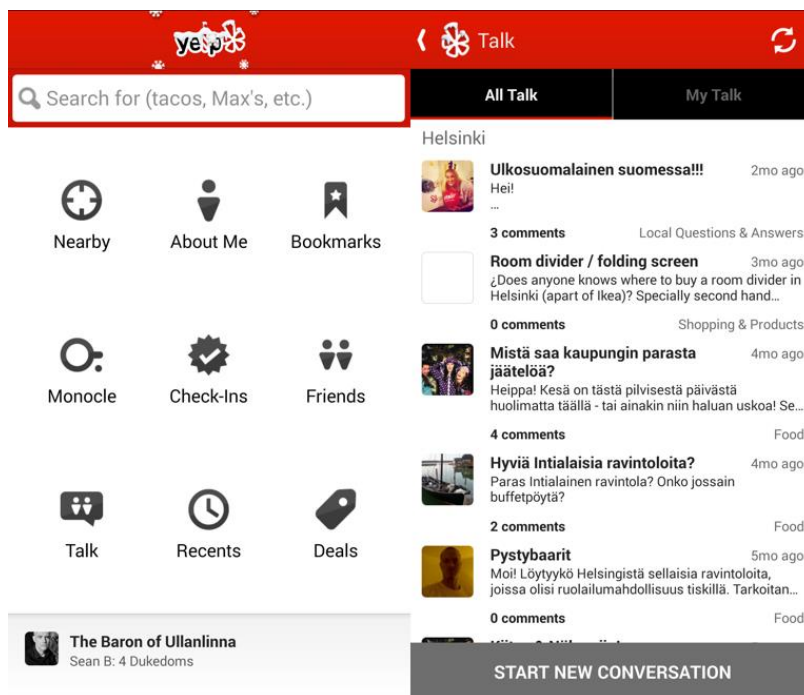 yelp
Search for (tacos, Max's, etc.)
Nearby
About Me
Bookmarks
Monocle
Check-Ins
Friends
Talk
Recents
Deals
The Baron of Ullanlinna
Sean B: 4 Dukedoms
Talk
All Talk
My Talk
Helsinki
Ulkosuomalainen suomessa!!! 2mo ago
Hei!
...
3 comments Local Questions & Answers
Room divider / folding screen 3mo ago
¿Does anyone knows where to buy a room divider in
Helsinki (apart of Ikea)? Specially second hand...
0 comments Shopping & Products
Mistä saa kaupungin parasta 4mo ago
jäätelöä?
Heippa! Kesä on tästä pilvisestä päivästä
huolimatta täällä - tai ainakin niin haluan uskoa! Se...
4 comments Food
Hyviä Intialaisia ravintoloita? 4mo ago
Paras Intialainen ravintola? Onko jossain
buffetpöytä?
2 comments Food
Pystybaarit 5mo ago
Moi! Löytyykö Helsingistä sellaisia ravintoloita,
joissa olisi ruolailumahdollisuus tiskillä. Tarkoitan...
0 comments Food
START NEW CONVERSATION